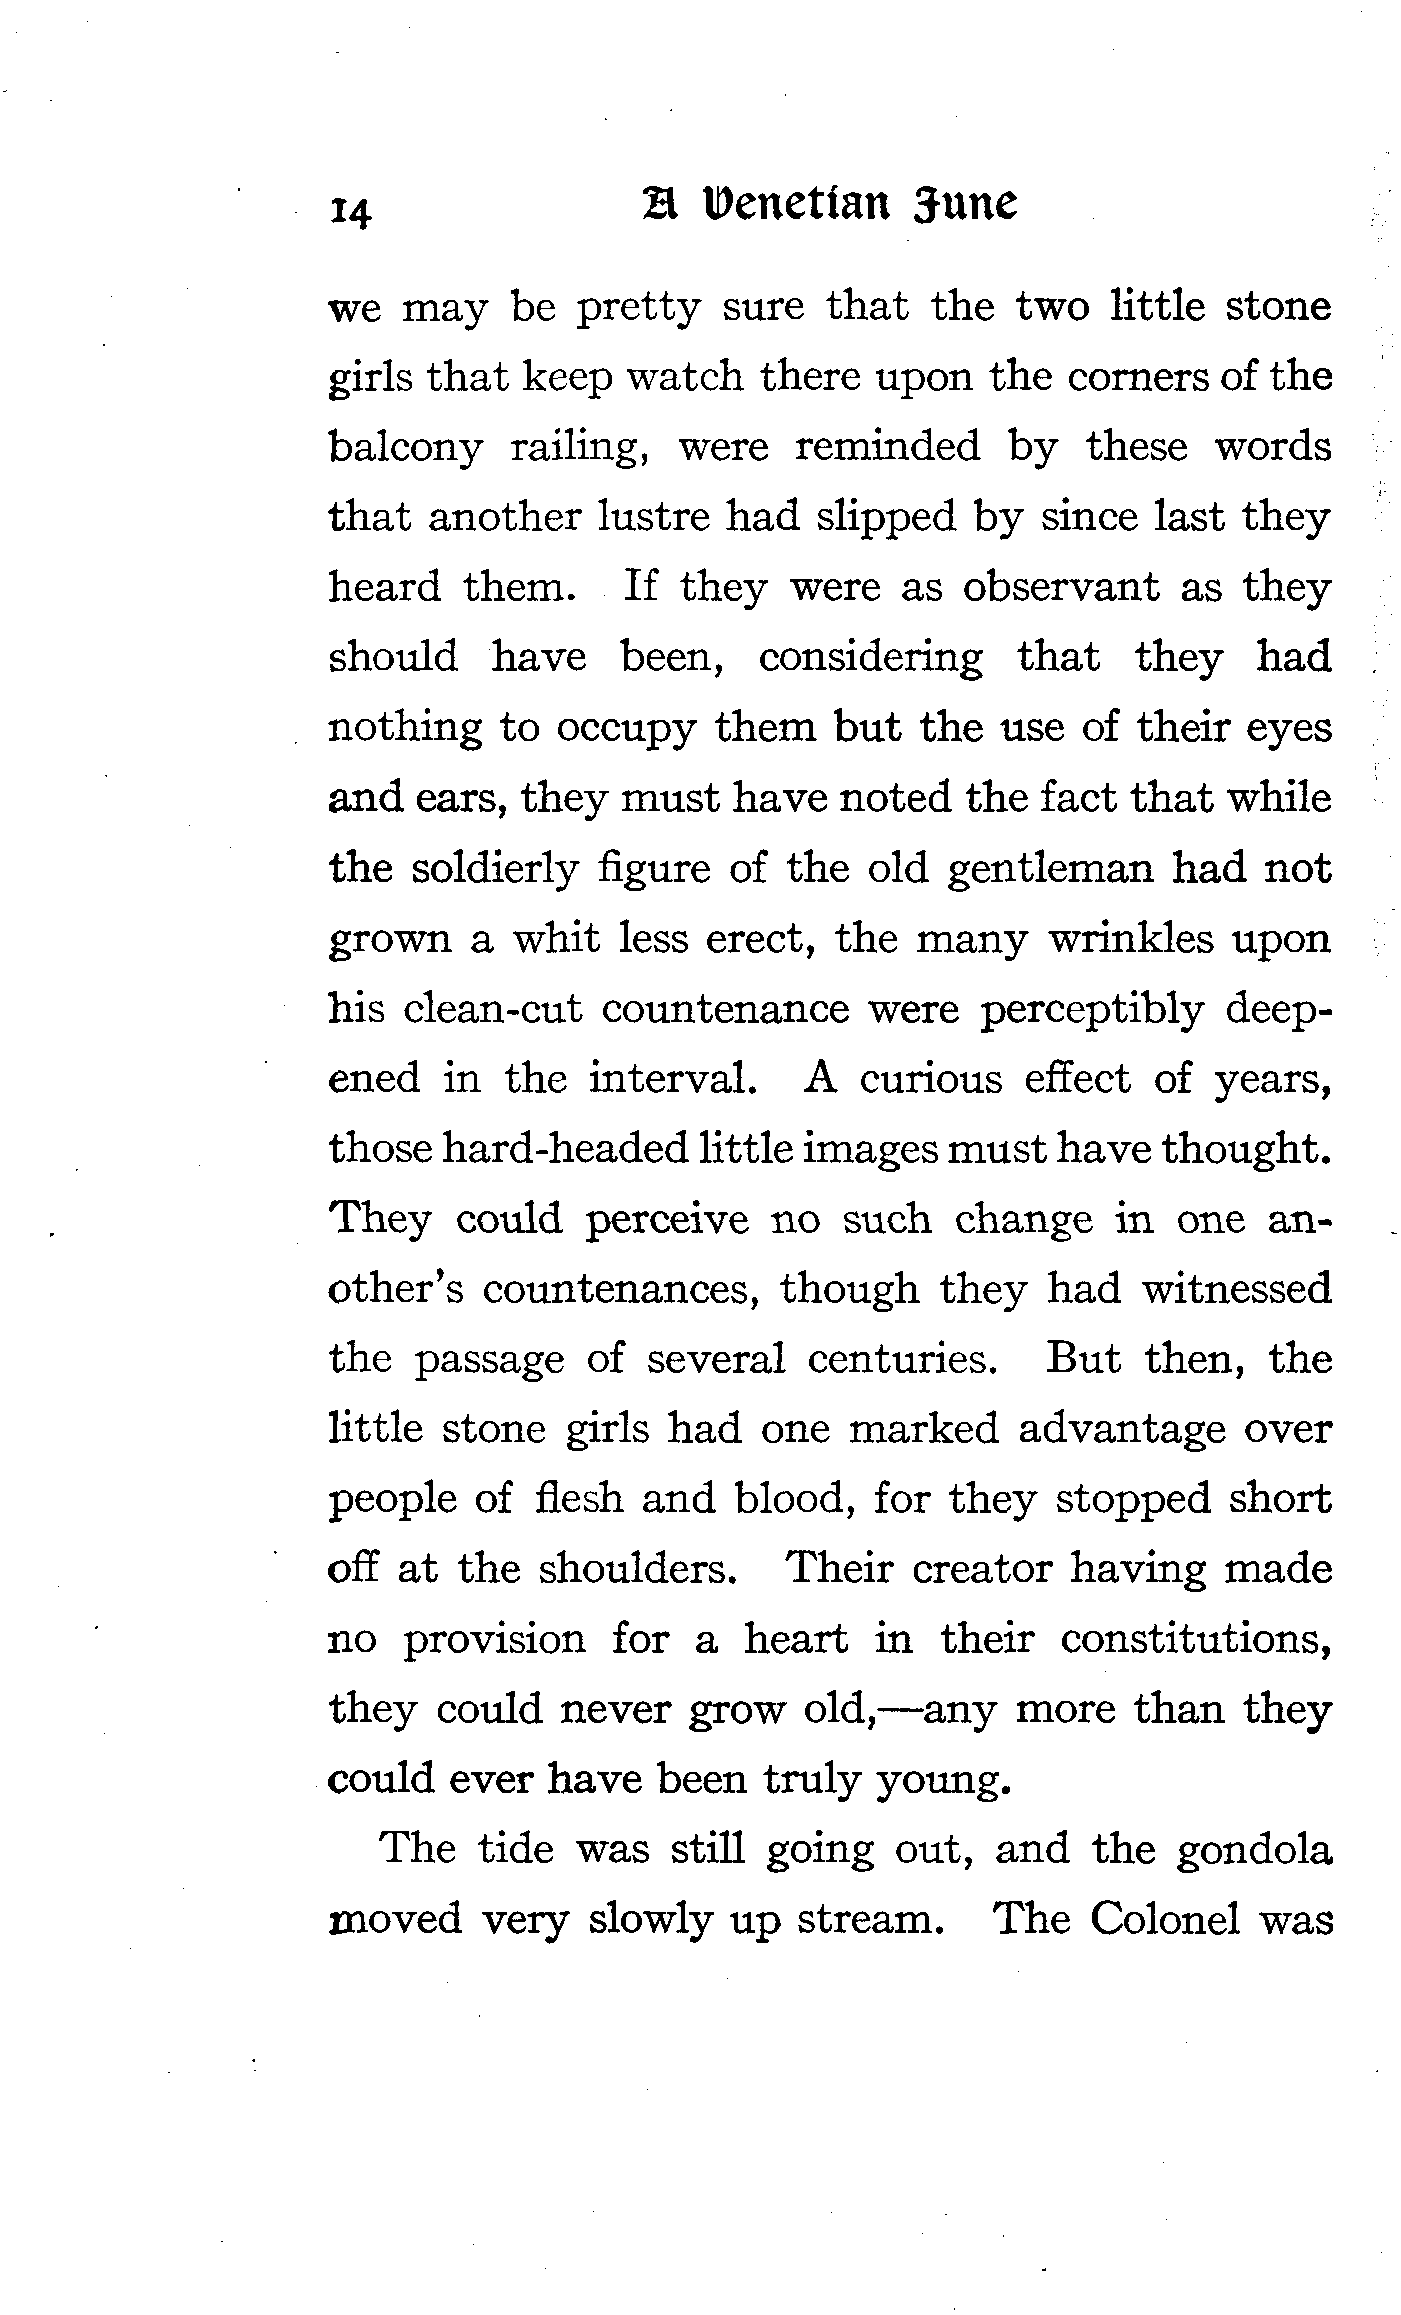 14 A Venetian June
we may be pretty sure that the two little stone
girls that keep watch there upon the corners of the
balcony railing, were reminded by these words
that another lustre had slipped by since last they
heard them. If they were as observant as they
should have been, considering that they had
nothing to occupy them but the use of their eyes
and ears, they must have noted the fact that while
the soldierly figure of the old gentleman had not
grown a whit less erect, the many wrinkles upon
his clean-cut countenance were perceptibly deep-
ened in the interval. A curious effect of years,
those hard-headed little images must have thought.
They could perceive no such change in one an-
other's countenances, though they had witnessed
the passage of several centuries. But then, the
little stone girls had one marked advantage over
people of flesh and blood, for they stopped short
off at the shoulders. Their creator having made
no provision for a heart in their constitutions,
they could never grow old,—any more than they
could ever have been truly young.
The tide was still going out, and the gondola
moved very slowly up stream. The Colonel was